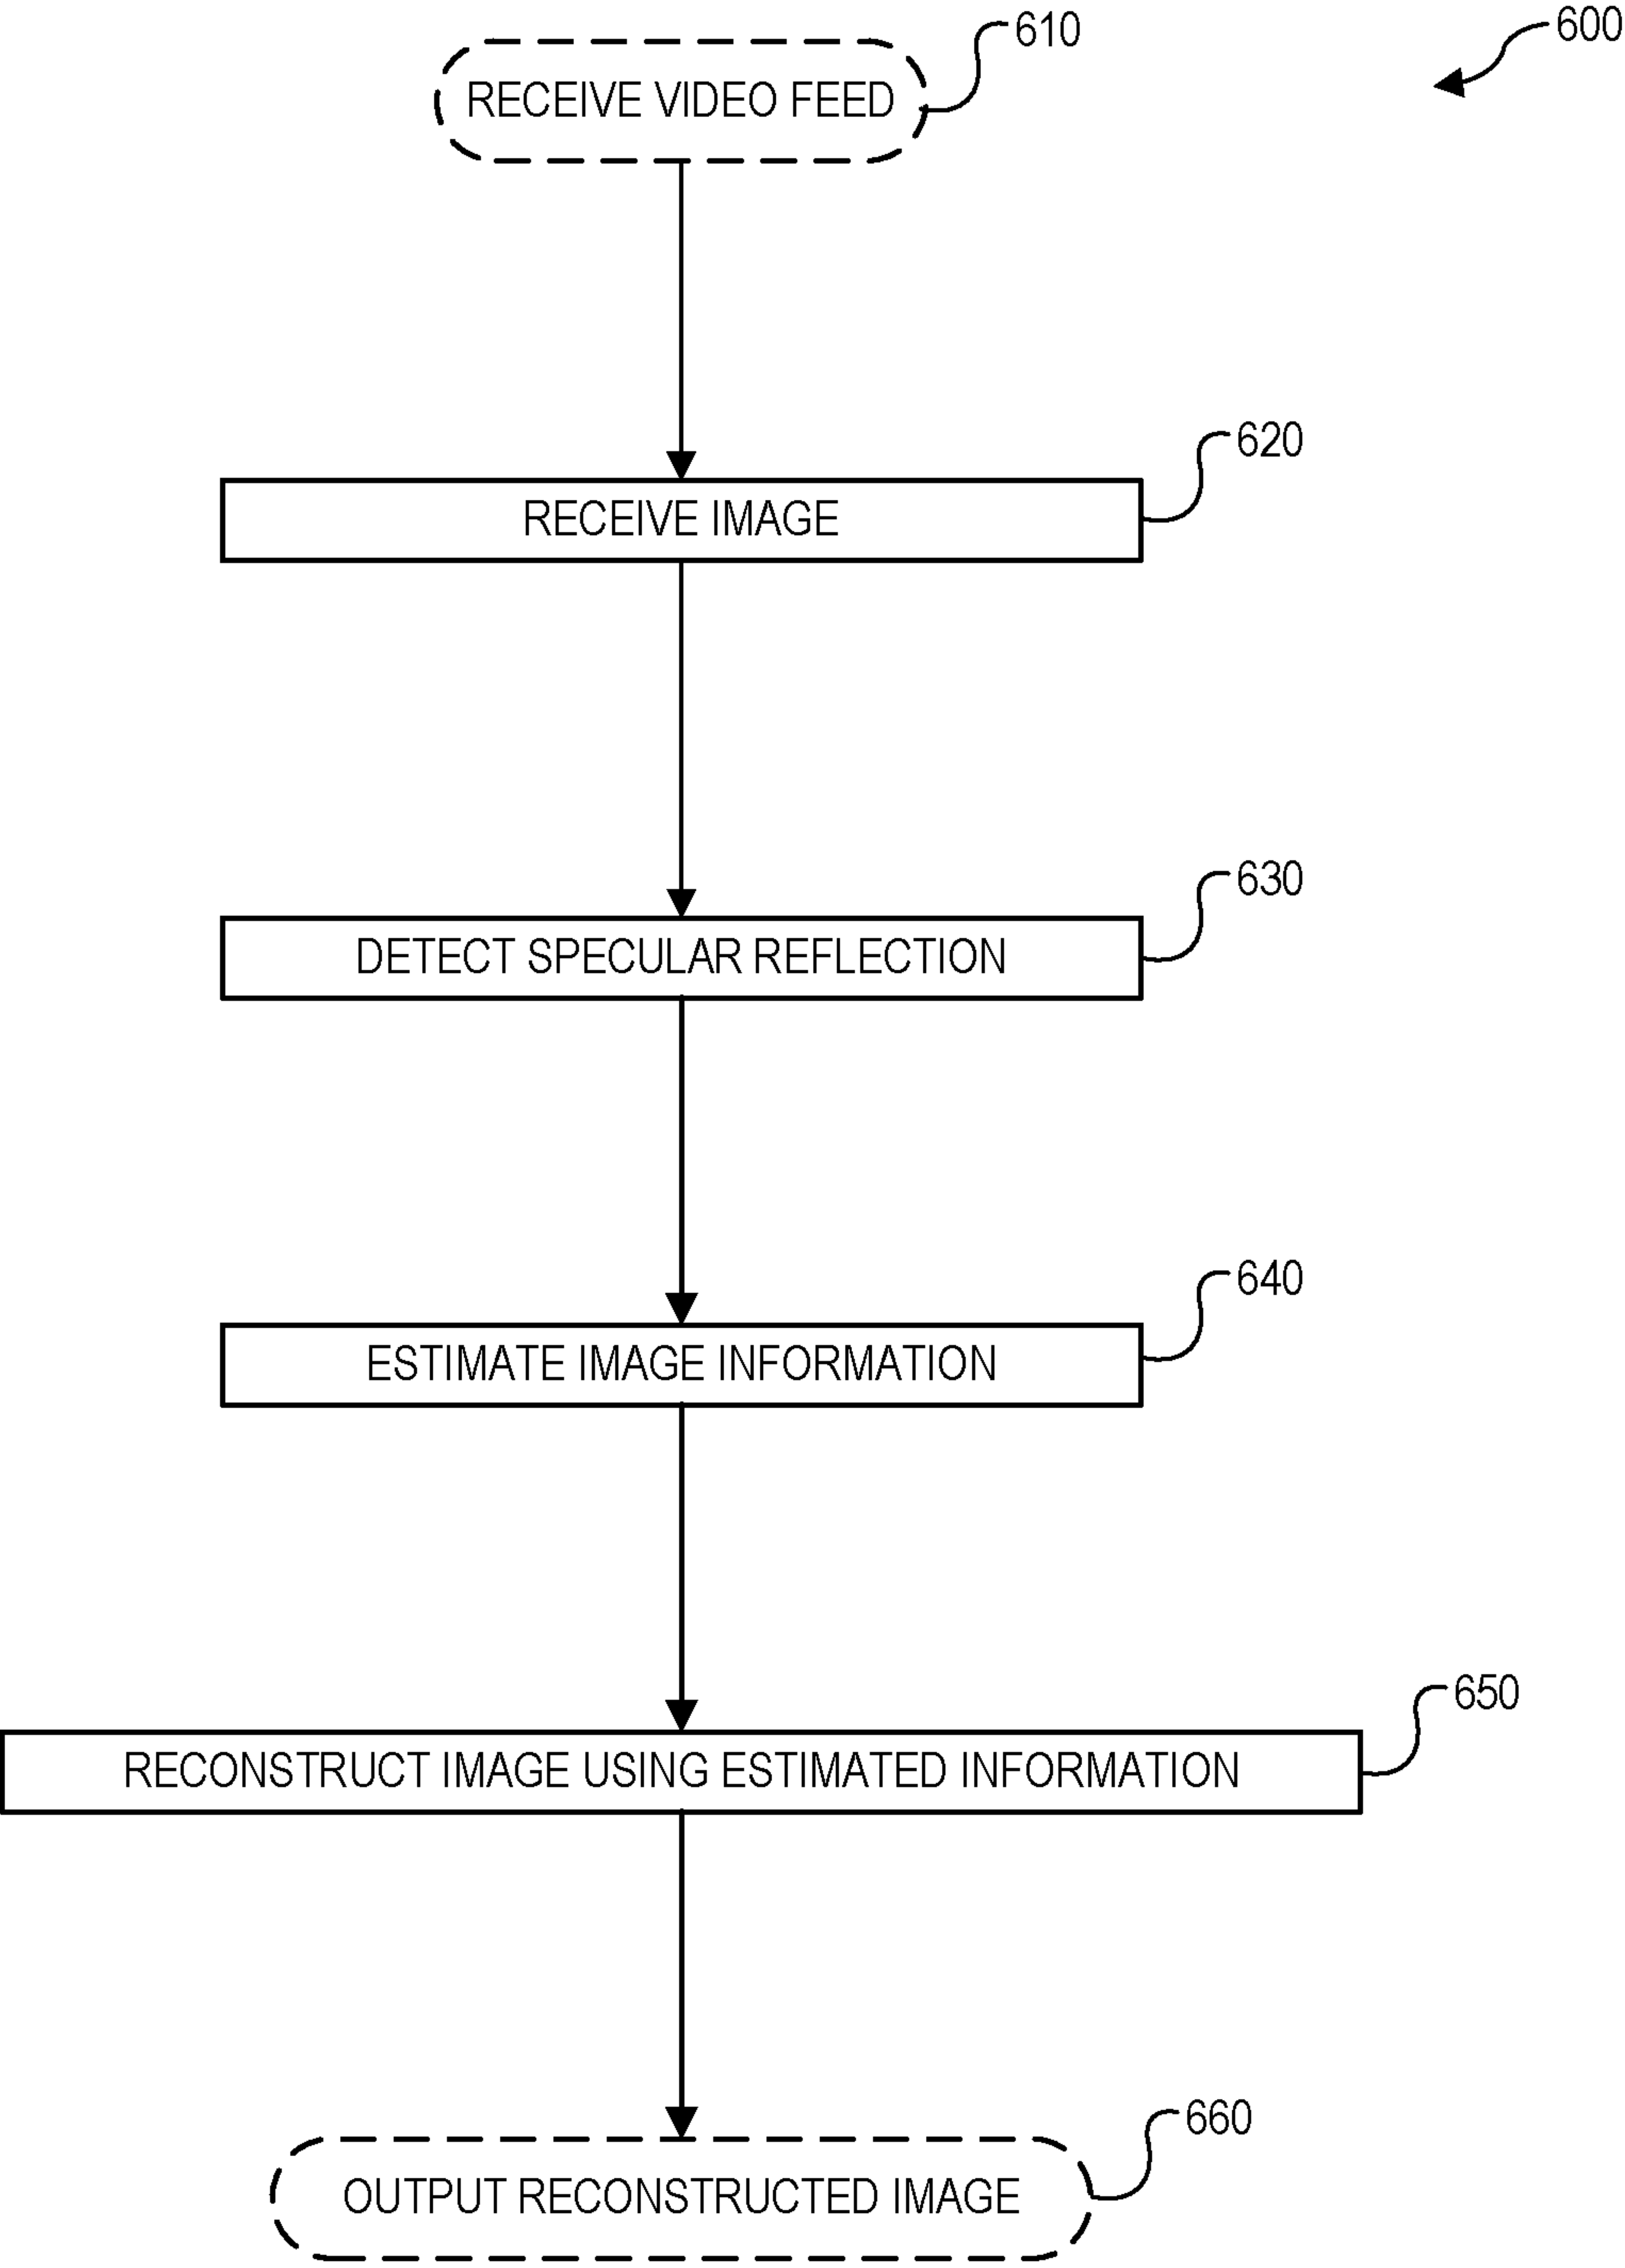 600
610
RECEIVE VIDEO FEED
620
RECEIVE IMAGE
630
DETECT SPECULAR REFLECTION
640
ESTIMATE IMAGE INFORMATION
650
RECONSTRUCT IMAGE USING ESTIMATED INFORMATION
660
OUTPUT RECONSTRUCTED IMAGE